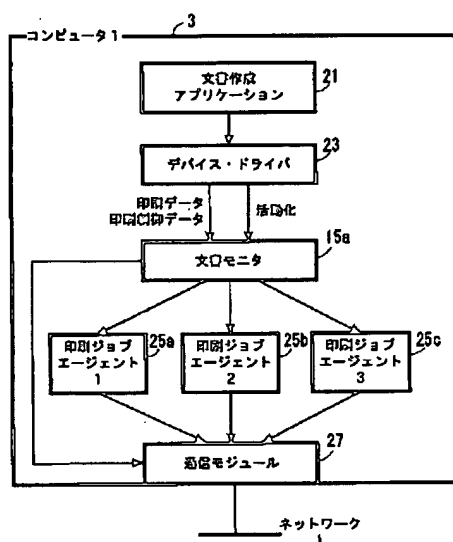 コンピュータ1
3
文書作成
アプリケーション
21
デバイス・ドライバ
23
印刷データ
印刷制御データ
活性化
文書モニタ
15a
印刷ジョブ
エージェント
1
25a
印刷ジョブ
エージェント
2
25b
印刷ジョブ
エージェント
3
25c
通信モジュール
27
ネットワーク